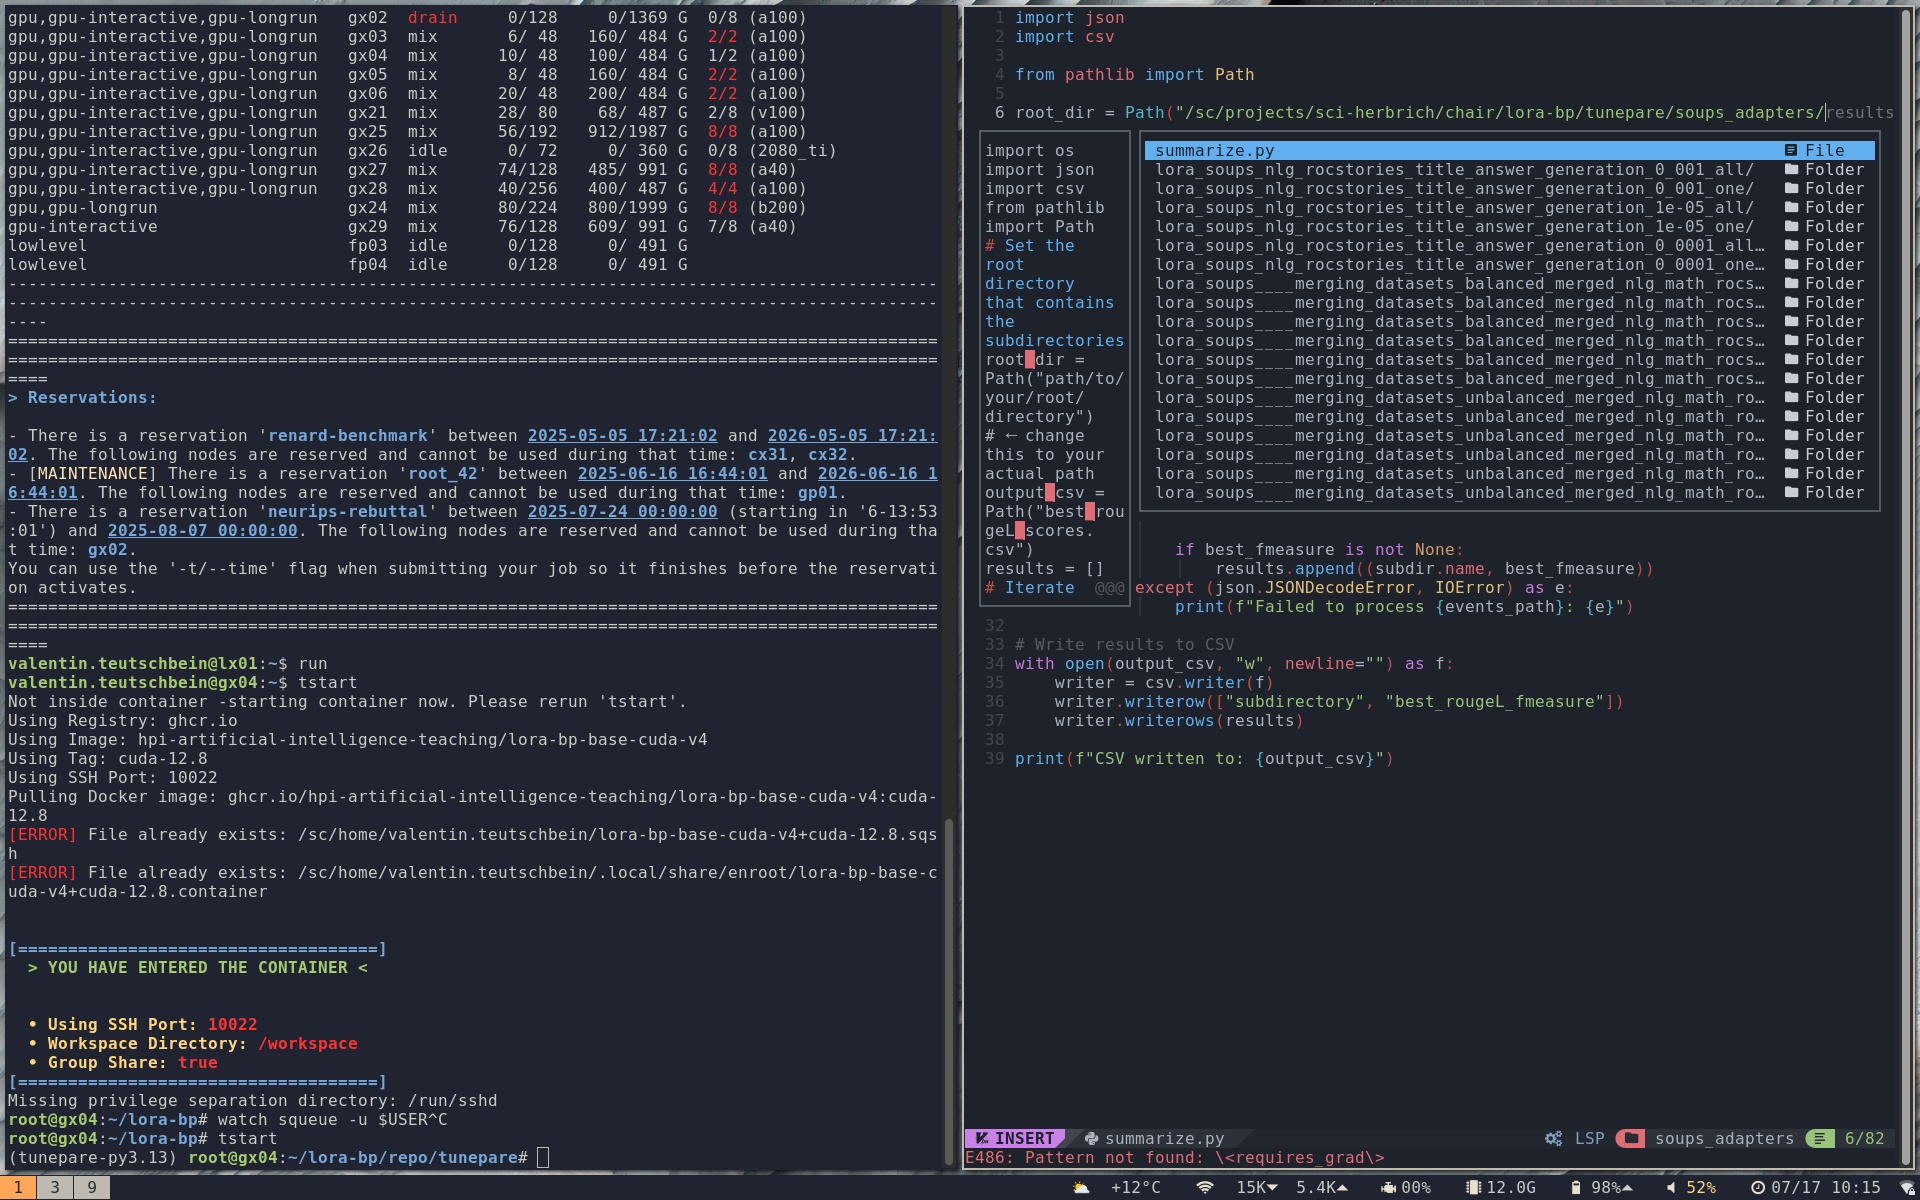 gpu,gpu-interactive,gpu-longrun   gx02  drain     0/128     0/1369 G  0/8 (a100)
gpu,gpu-interactive,gpu-longrun   gx03  mix       6/ 48   160/ 484 G  2/2 (a100)
gpu,gpu-interactive,gpu-longrun   gx04  mix      10/ 48   100/ 484 G  1/2 (a100)
gpu,gpu-interactive,gpu-longrun   gx05  mix       8/ 48   160/ 484 G  2/2 (a100)
gpu,gpu-interactive,gpu-longrun   gx06  mix      20/ 48   200/ 484 G  2/2 (a100)
gpu,gpu-interactive,gpu-longrun   gx21  mix      28/ 80    68/ 487 G  2/8 (v100)
gpu,gpu-interactive,gpu-longrun   gx25  mix      56/192   912/1987 G  8/8 (a100)
gpu,gpu-interactive,gpu-longrun   gx26  idle      0/ 72     0/ 360 G  0/8 (2080_ti)
gpu,gpu-interactive,gpu-longrun   gx27  mix      74/128   485/ 991 G  8/8 (a40)
gpu,gpu-interactive,gpu-longrun   gx28  mix      40/256   400/ 487 G  4/4 (a100)
gpu,gpu-longrun                   gx24  mix      80/224   800/1999 G  8/8 (b200)
gpu-interactive                   gx29  mix      76/128   609/ 991 G  7/8 (a40)
lowlevel                          fp03  idle      0/128     0/ 491 G
lowlevel                          fp04  idle      0/128     0/ 491 G
---------------------------------------------------------------------------------------------
---------------------------------------------------------------------------------------------
----
=============================================================================================
=============================================================================================
====
> Reservations:
- There is a reservation 'renard-benchmark' between 2025-05-05 17:21:02 and 2026-05-05 17:21:
02. The following nodes are reserved and cannot be used during that time: cx31, cx32.
- [MAINTENANCE] There is a reservation 'root_42' between 2025-06-16 16:44:01 and 2026-06-16 1
6:44:01. The following nodes are reserved and cannot be used during that time: gp01.
- There is a reservation 'neurips-rebuttal' between 2025-07-24 00:00:00 (starting in '6-13:53
:01') and 2025-08-07 00:00:00. The following nodes are reserved and cannot be used during tha
t time: gx02.
You can use the '-t/--time' flag when submitting your job so it finishes before the reservati
on activates.
=============================================================================================
=============================================================================================
====
valentin.teutschbein@lx01:~$ run
valentin.teutschbein@gx04:~$ tstart
Not inside container -starting container now. Please rerun 'tstart'.
Using Registry: ghcr.io
Using Image: hpi-artificial-intelligence-teaching/lora-bp-base-cuda-v4
Using Tag: cuda-12.8
Using SSH Port: 10022
Pulling Docker image: ghcr.io/hpi-artificial-intelligence-teaching/lora-bp-base-cuda-v4:cuda-
12.8
[ERROR] File already exists: /sc/home/valentin.teutschbein/lora-bp-base-cuda-v4+cuda-12.8.sqs
h
[ERROR] File already exists: /sc/home/valentin.teutschbein/.local/share/enroot/lora-bp-base-c
uda-v4+cuda-12.8.container
[====================================]
> YOU HAVE ENTERED THE CONTAINER <
• Using SSH Port: 10022
• Workspace Directory: /workspace
• Group Share: true
[====================================]
Missing privilege separation directory: /run/sshd
root@gx04:~/lora-bp# watch squeue -u $USER^C
root@gx04:~/lora-bp# tstart
(tunepare-py3.13) root@gx04:~/lora-bp/repo/tunepare#
1 import json
2 import csv
3
4 from pathlib import Path
5
6 root_dir = Path("/sc/projects/sci-herbrich/chair/lora-bp/tunepare/soups_adapters/results
import os
import json
import csv
from pathlib
import Path
# Set the
root
directory
that contains
the
subdirectories
root_dir =
Path("path/to/
your/root/
directory")
# ← change
this to your
actual path
output_csv =
Path("best_rou
geL_scores.
csv")
results = []
# Iterate @@@
summarize.py File
lora_soups_nlg_rocstories_title_answer_generation_0_001_all/ Folder
lora_soups_nlg_rocstories_title_answer_generation_0_001_one/ Folder
lora_soups_nlg_rocstories_title_answer_generation_1e-05_all/ Folder
lora_soups_nlg_rocstories_title_answer_generation_1e-05_one/ Folder
lora_soups_nlg_rocstories_title_answer_generation_0_0001_all… Folder
lora_soups_nlg_rocstories_title_answer_generation_0_0001_one… Folder
lora_soups____merging_datasets_balanced_merged_nlg_math_rocs… Folder
lora_soups____merging_datasets_balanced_merged_nlg_math_rocs… Folder
lora_soups____merging_datasets_balanced_merged_nlg_math_rocs… Folder
lora_soups____merging_datasets_balanced_merged_nlg_math_rocs… Folder
lora_soups____merging_datasets_balanced_merged_nlg_math_rocs… Folder
lora_soups____merging_datasets_balanced_merged_nlg_math_rocs… Folder
lora_soups____merging_datasets_unbalanced_merged_nlg_math_ro… Folder
lora_soups____merging_datasets_unbalanced_merged_nlg_math_ro… Folder
lora_soups____merging_datasets_unbalanced_merged_nlg_math_ro… Folder
lora_soups____merging_datasets_unbalanced_merged_nlg_math_ro… Folder
lora_soups____merging_datasets_unbalanced_merged_nlg_math_ro… Folder
lora_soups____merging_datasets_unbalanced_merged_nlg_math_ro… Folder
if best_fmeasure is not None:
results.append((subdir.name, best_fmeasure))
except (json.JSONDecodeError, IOError) as e:
print(f"Failed to process {events_path}: {e}")
32
33 # Write results to CSV
34 with open(output_csv, "w", newline="") as f:
35     writer = csv.writer(f)
36     writer.writerow(["subdirectory", "best_rougeL_fmeasure"])
37     writer.writerows(results)
38
39 print(f"CSV written to: {output_csv}")
INSERT summarize.py LSP soups_adapters 6/82
E486: Pattern not found: \<requires_grad\>
1 3 9 +12°C 15K 5.4K 00% 12.0G 98% 52% 07/17 10:15